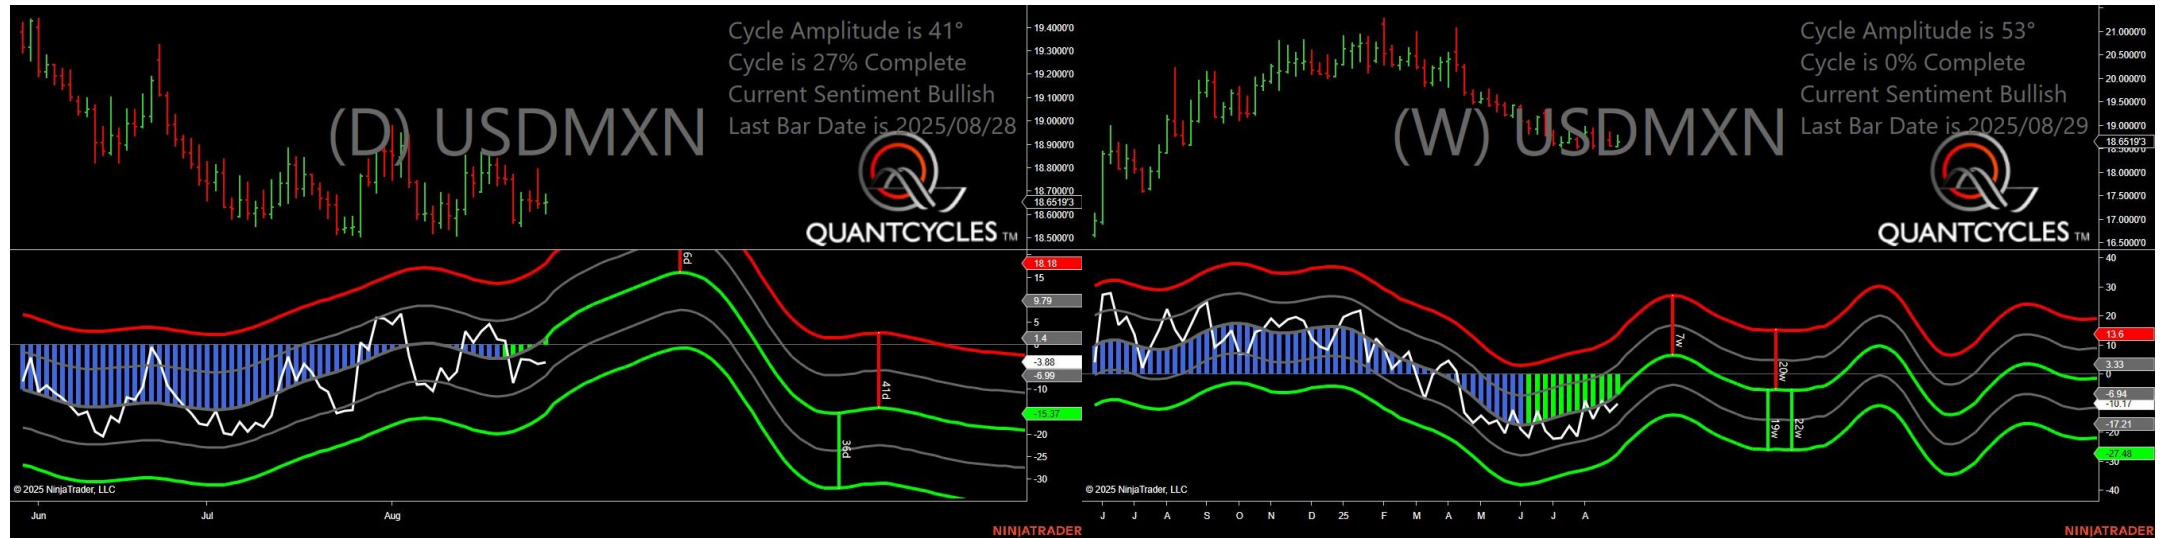 Cycle Amplitude is 41°
Cycle is 27% Complete
Current Sentiment Bullish
Last Bar Date is 2025/08/28
(D) USDMXN
QUANTCYCLES TM
19.4000'0
19.3000'0
19.2000'0
19.1000'0
19.0000'0
18.9000'0
18.8000'0
18.7000'0
18.6519'3
18.6000'0
18.5000'0
6d
41d
36d
18.18
15
9.79
5
1.4
0
-3.88
-6.99
-10
-15.37
-20
-25
-30
© 2025 NinjaTrader, LLC
Jun
Jul
Aug
NINJATRADER
Cycle Amplitude is 53°
Cycle is 0% Complete
Current Sentiment Bullish
Last Bar Date is 2025/08/29
(W) USDMXN
QUANTCYCLES TM
21.0000'0
20.5000'0
20.0000'0
19.5000'0
19.0000'0
18.6519'3
18.5000'0
18.0000'0
17.5000'0
17.0000'0
16.5000'0
7w
20w
19w
22w
40
30
20
13.6
10
3.33
0
-6.94
-10.17
-17.21
-20
-27.48
-30
-40
© 2025 NinjaTrader, LLC
J J A S O N D 25 F M A M J J A
NINJATRADER